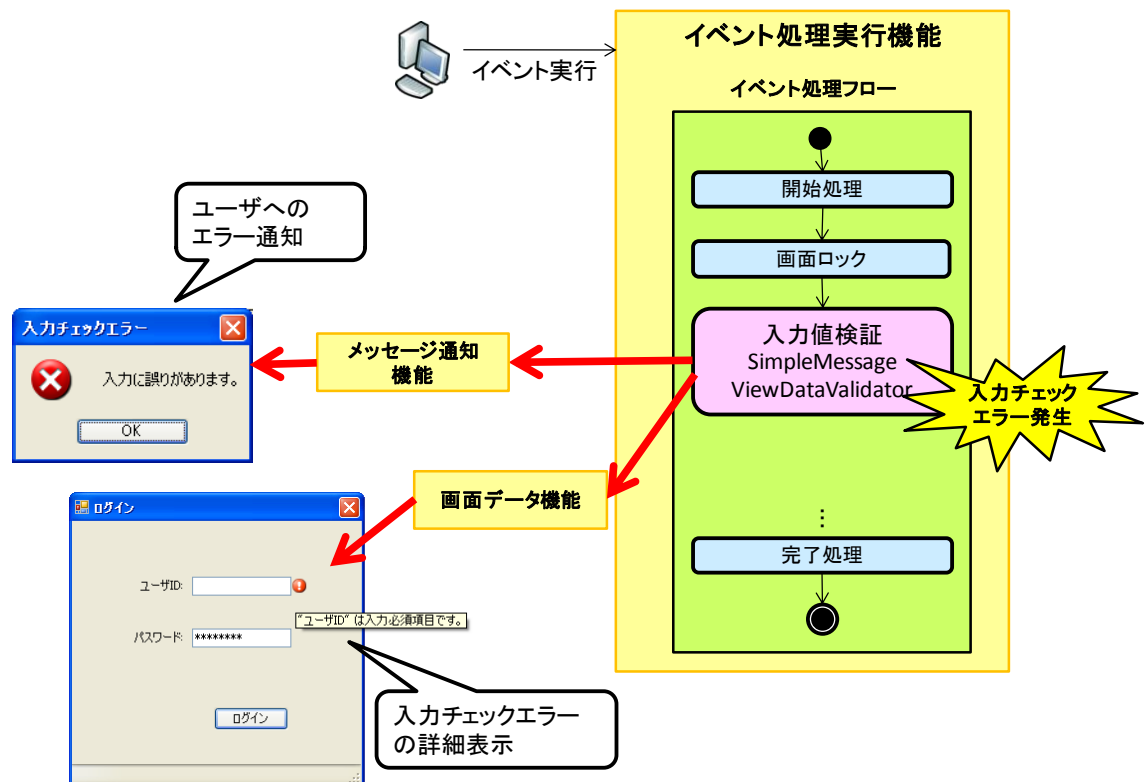 イベント処理実行機能
イベント実行
イベント処理フロー
開始処理
画面ロック
入力値検証
SimpleMessage
ViewDataValidator
入力チェック
エラー発生
⋮
完了処理
ユーザへの
エラー通知
入力チェックエラー
入力に誤りがあります。
OK
メッセージ通知
機能
画面データ機能
ログイン
ユーザID:
"ユーザID" は入力必須項目です。
パスワード: ********
ログイン
入力チェックエラー
の詳細表示